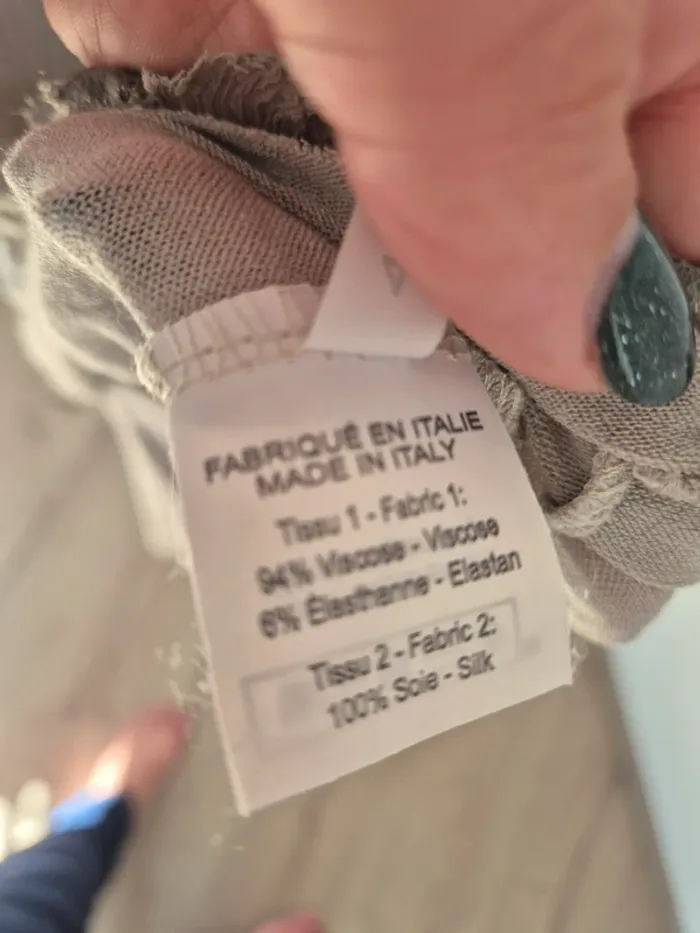 FABRIQUÉ EN ITALIE
MADE IN ITALY
Tissu 1 - Fabric 1:
94% Viscose - Viscose
6% Élasthanne - Elastan
Tissu 2 - Fabric 2:
100% Soie - Silk